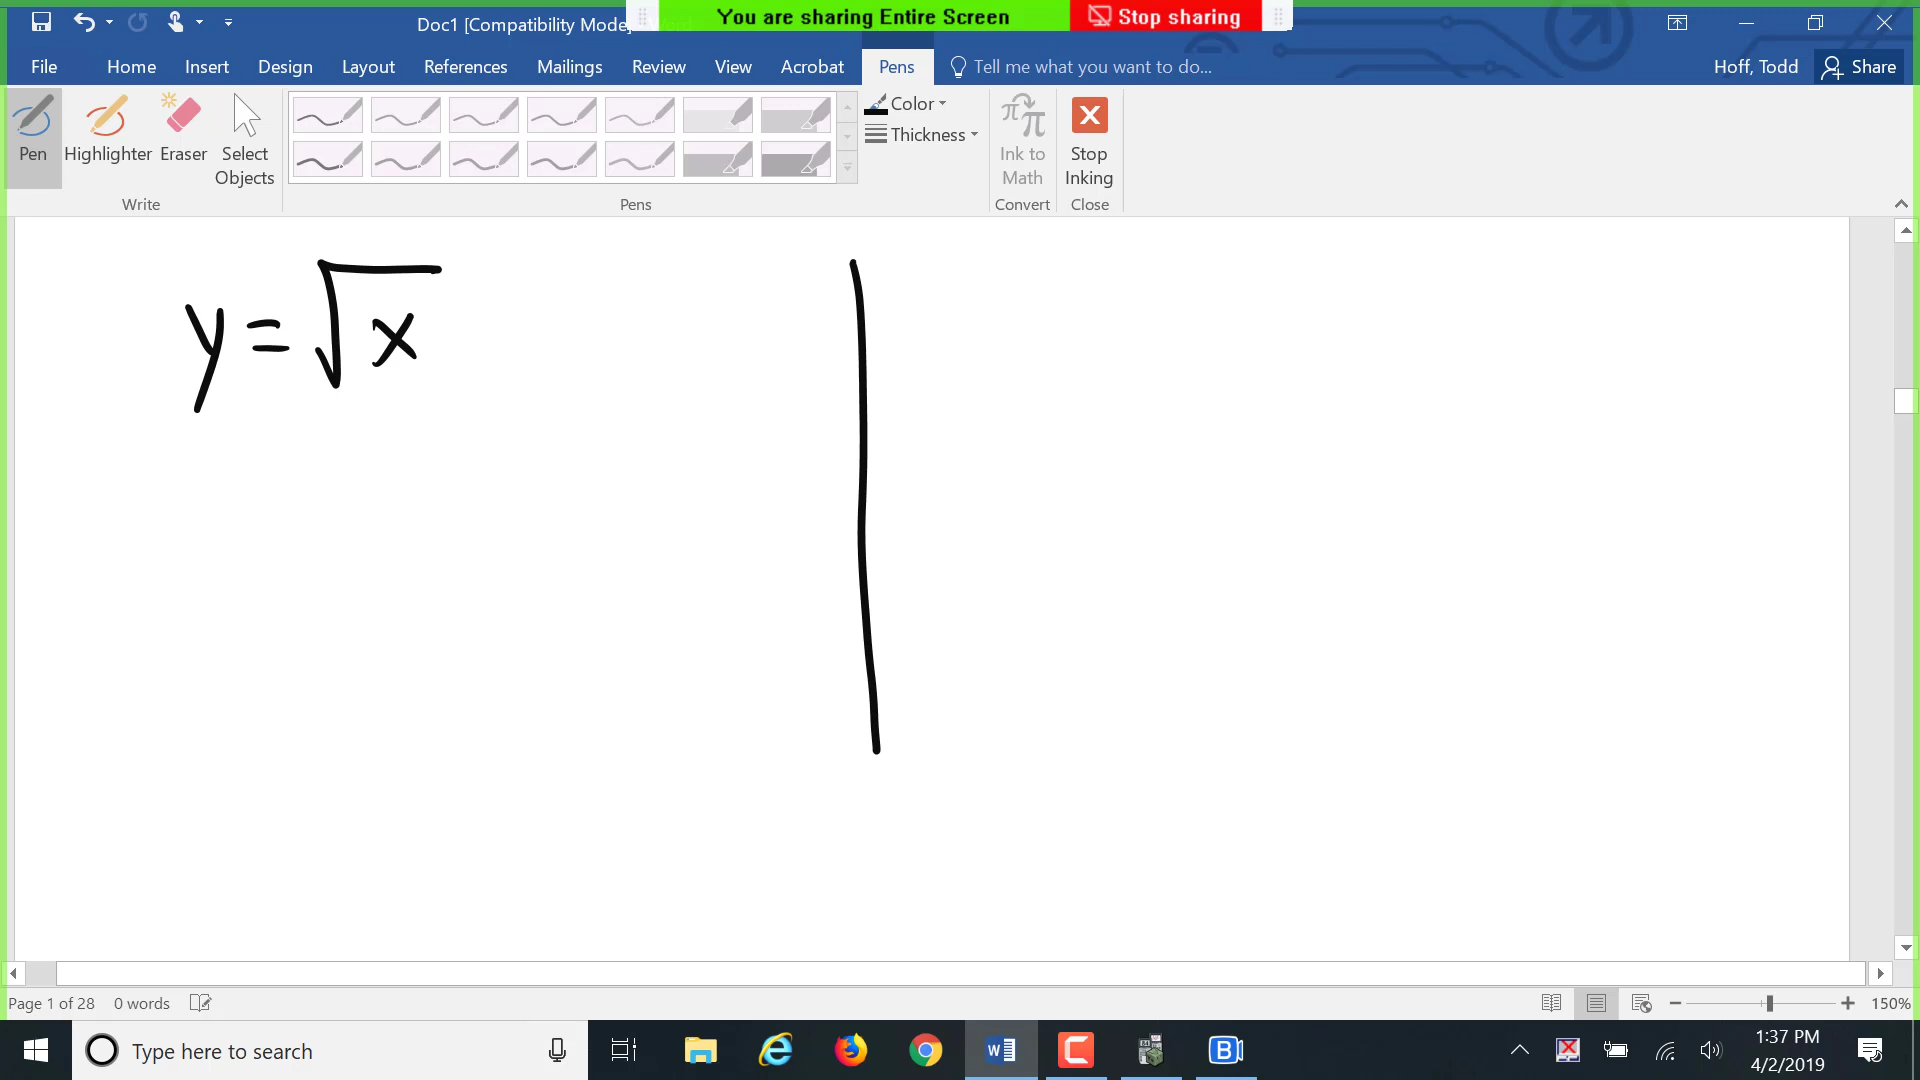 Doc1 [Compatibility Mode]
You are sharing Entire Screen
Stop sharing
File Home Insert Design Layout References Mailings Review View Acrobat Pens Tell me what you want to do... Hoff, Todd Share
Pen Highlighter Eraser Select Objects
Color
Thickness
Ink to Math
Stop Inking
Write Pens Convert Close
y = √x
Page 1 of 28 0 words 150%
Type here to search
1:37 PM
4/2/2019